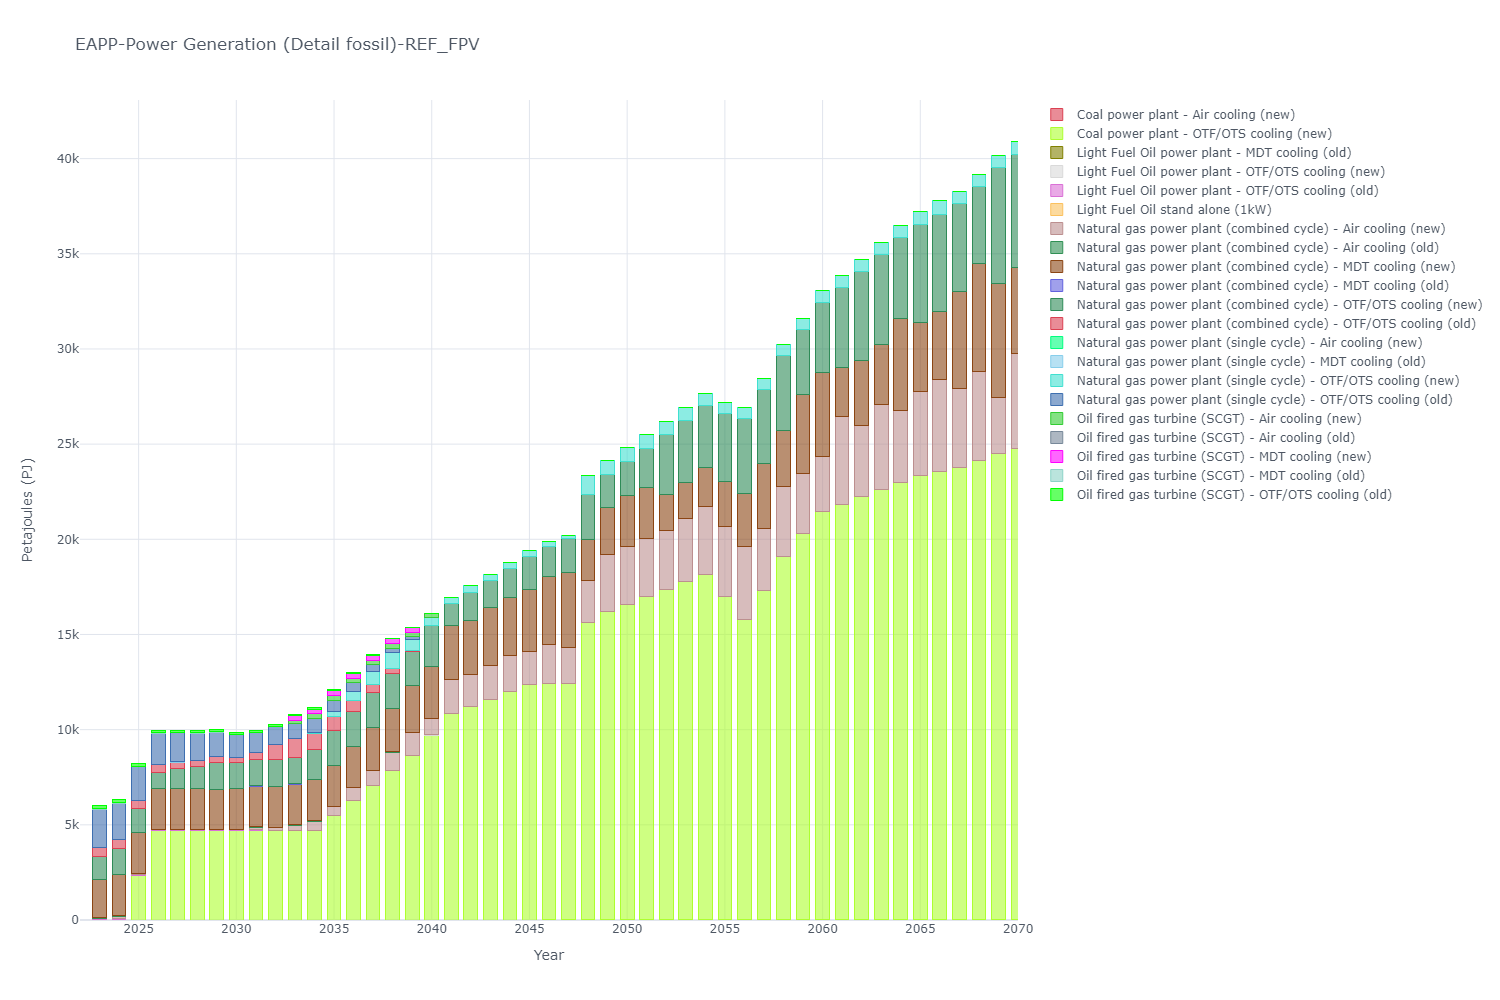 EAPP-Power Generation (Detail fossil)-REF_FPV
40k
35k
30k
25k
20k
15k
10k
5k
0
Petajoules (PJ)
2025
2030
2035
2040
2045
2050
2055
2060
2065
2070
Year
Coal power plant - Air cooling (new)
Coal power plant - OTF/OTS cooling (new)
Light Fuel Oil power plant - MDT cooling (old)
Light Fuel Oil power plant - OTF/OTS cooling (new)
Light Fuel Oil power plant - OTF/OTS cooling (old)
Light Fuel Oil stand alone (1kW)
Natural gas power plant (combined cycle) - Air cooling (new)
Natural gas power plant (combined cycle) - Air cooling (old)
Natural gas power plant (combined cycle) - MDT cooling (new)
Natural gas power plant (combined cycle) - MDT cooling (old)
Natural gas power plant (combined cycle) - OTF/OTS cooling (new)
Natural gas power plant (combined cycle) - OTF/OTS cooling (old)
Natural gas power plant (single cycle) - Air cooling (new)
Natural gas power plant (single cycle) - MDT cooling (old)
Natural gas power plant (single cycle) - OTF/OTS cooling (new)
Natural gas power plant (single cycle) - OTF/OTS cooling (old)
Oil fired gas turbine (SCGT) - Air cooling (new)
Oil fired gas turbine (SCGT) - Air cooling (old)
Oil fired gas turbine (SCGT) - MDT cooling (new)
Oil fired gas turbine (SCGT) - MDT cooling (old)
Oil fired gas turbine (SCGT) - OTF/OTS cooling (old)